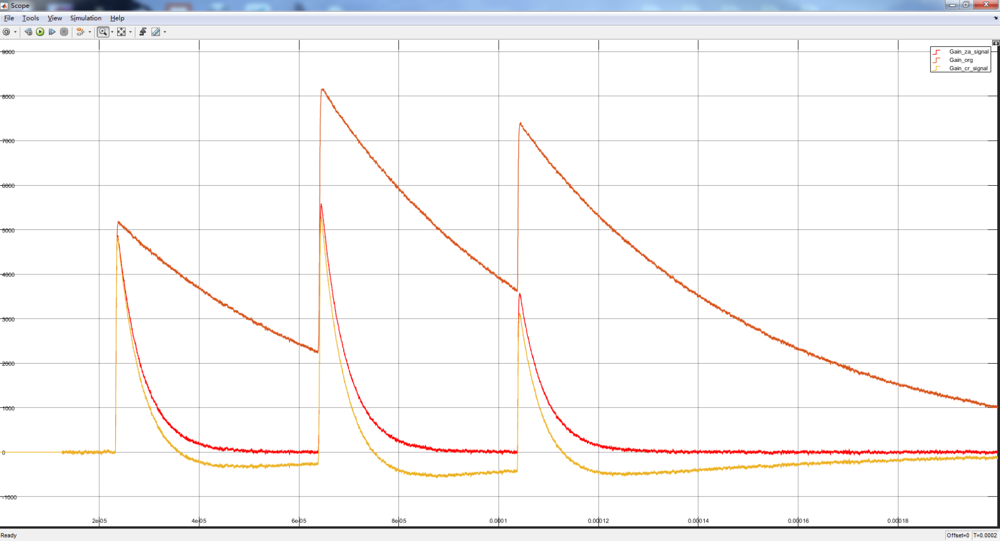 Scope
File Tools View Simulation Help
9000
8000
7000
6000
5000
4000
3000
2000
1000
0
-1000
Gain_za_signal
Gain_org
Gain_cr_signal
2e-05 4e-05 6e-05 8e-05 0.0001 0.00012 0.00014 0.00016 0.00018
Ready Offset=0 T=0.0002